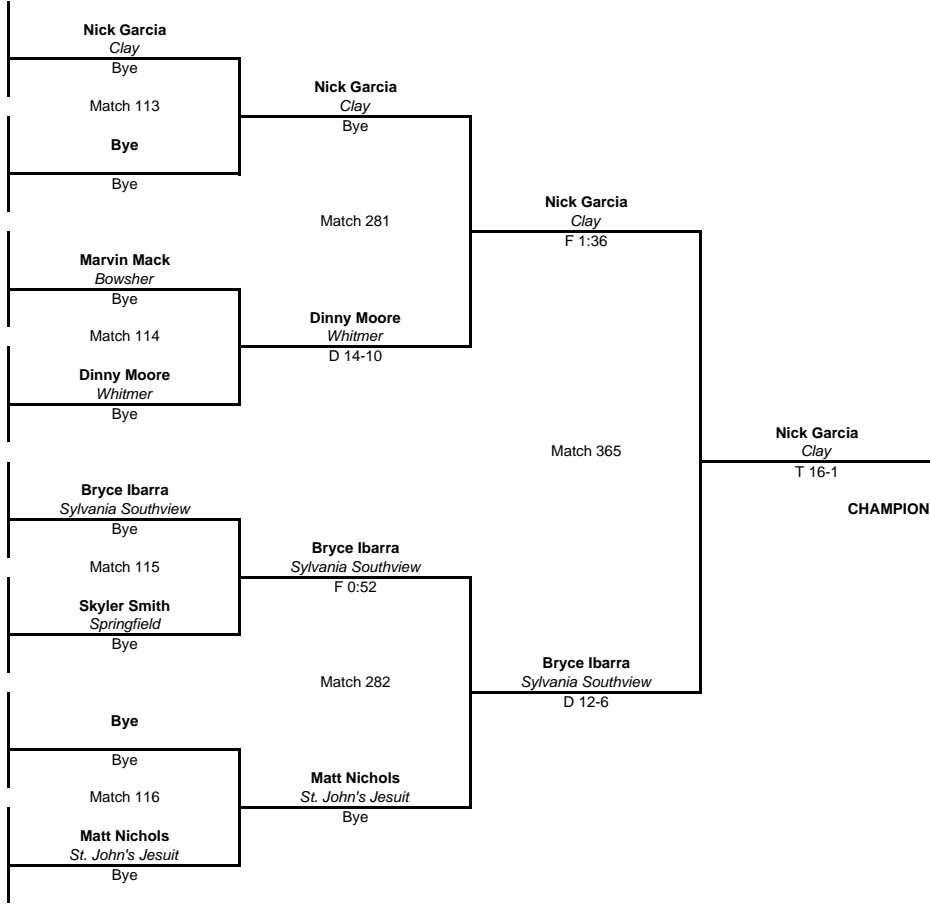 Nick Garcia
Clay
Bye
Match 113
Bye
Bye
Marvin Mack
Bowsher
Bye
Match 114
Dinny Moore
Whitmer
Bye
Bryce Ibarra
Sylvania Southview
Bye
Match 115
Skyler Smith
Springfield
Bye
Bye
Bye
Match 116
Matt Nichols
St. John's Jesuit
Bye
Nick Garcia
Clay
Bye
Match 281
Dinny Moore
Whitmer
D 14-10
Bryce Ibarra
Sylvania Southview
F 0:52
Match 282
Matt Nichols
St. John's Jesuit
Bye
Nick Garcia
Clay
F 1:36
Match 365
Bryce Ibarra
Sylvania Southview
D 12-6
Nick Garcia
Clay
T 16-1
CHAMPION